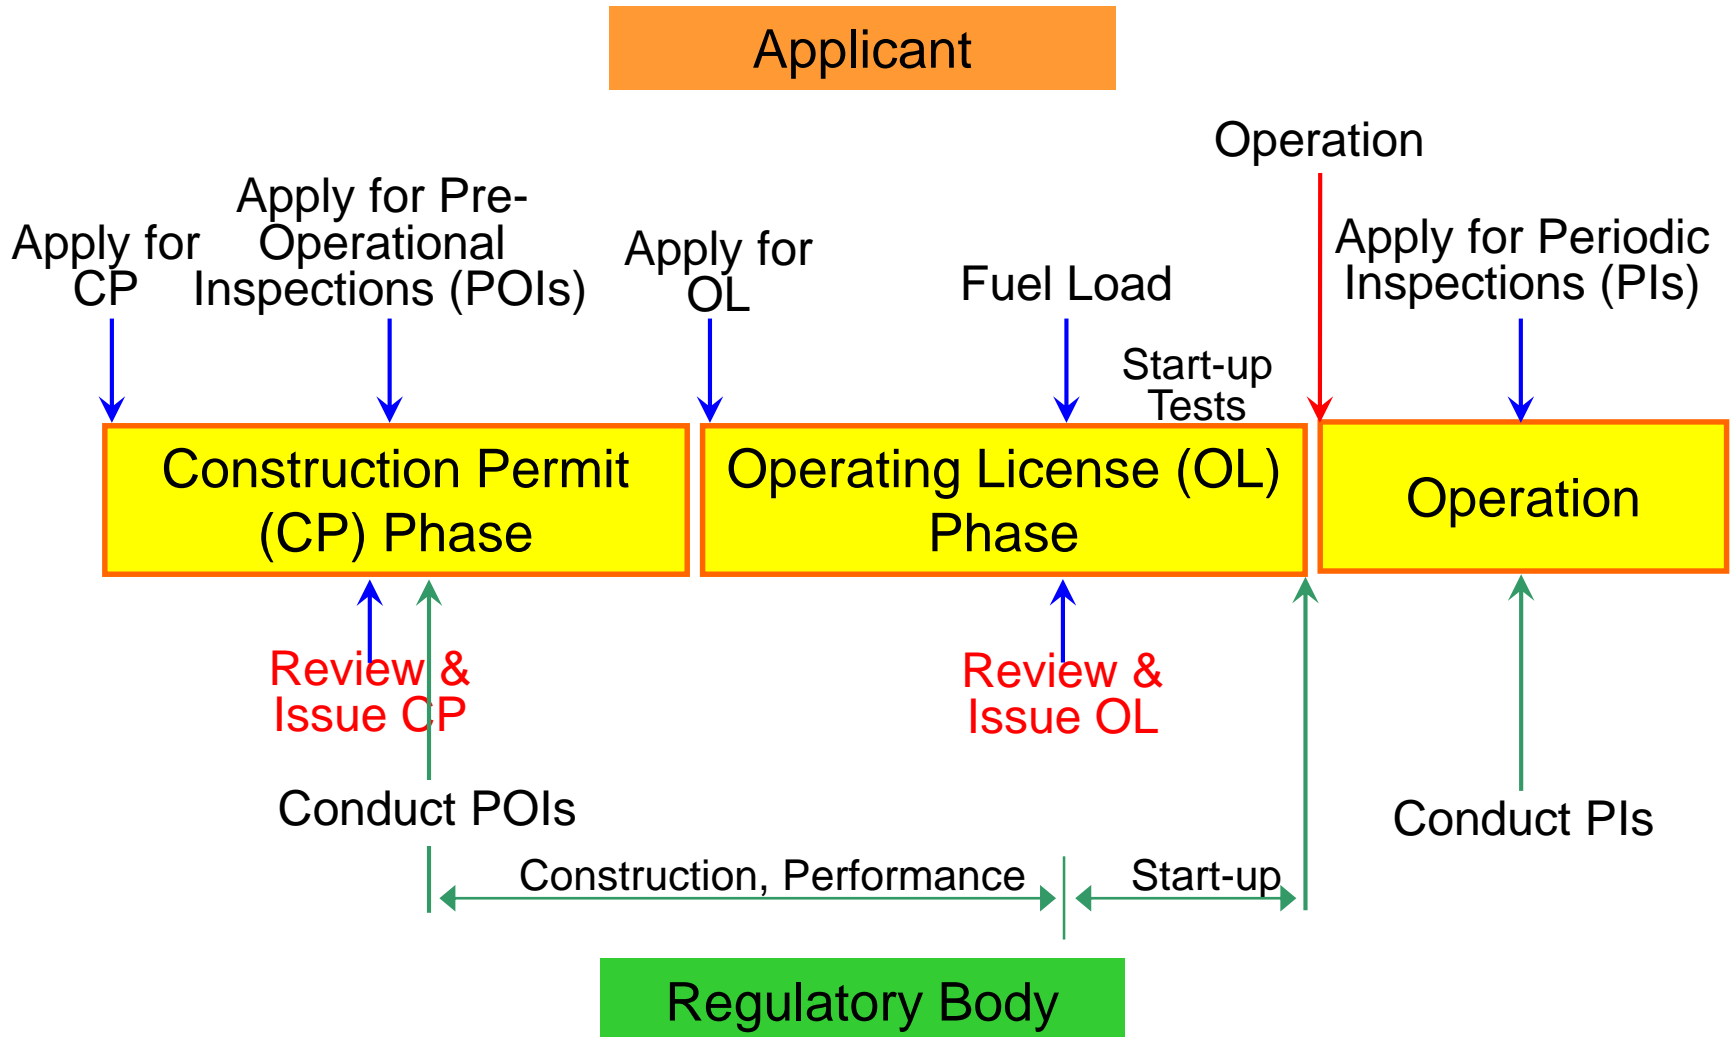 Applicant
Operation
Apply for
CP
Apply for Pre-
Operational
Inspections (POIs)
Apply for
OL
Fuel Load
Start-up
Tests
Apply for Periodic
Inspections (PIs)
Construction Permit
(CP) Phase
Operating License (OL)
Phase
Operation
Review &
Issue CP
Review &
Issue OL
Conduct POIs
Conduct PIs
Construction, Performance
Start-up
Regulatory Body